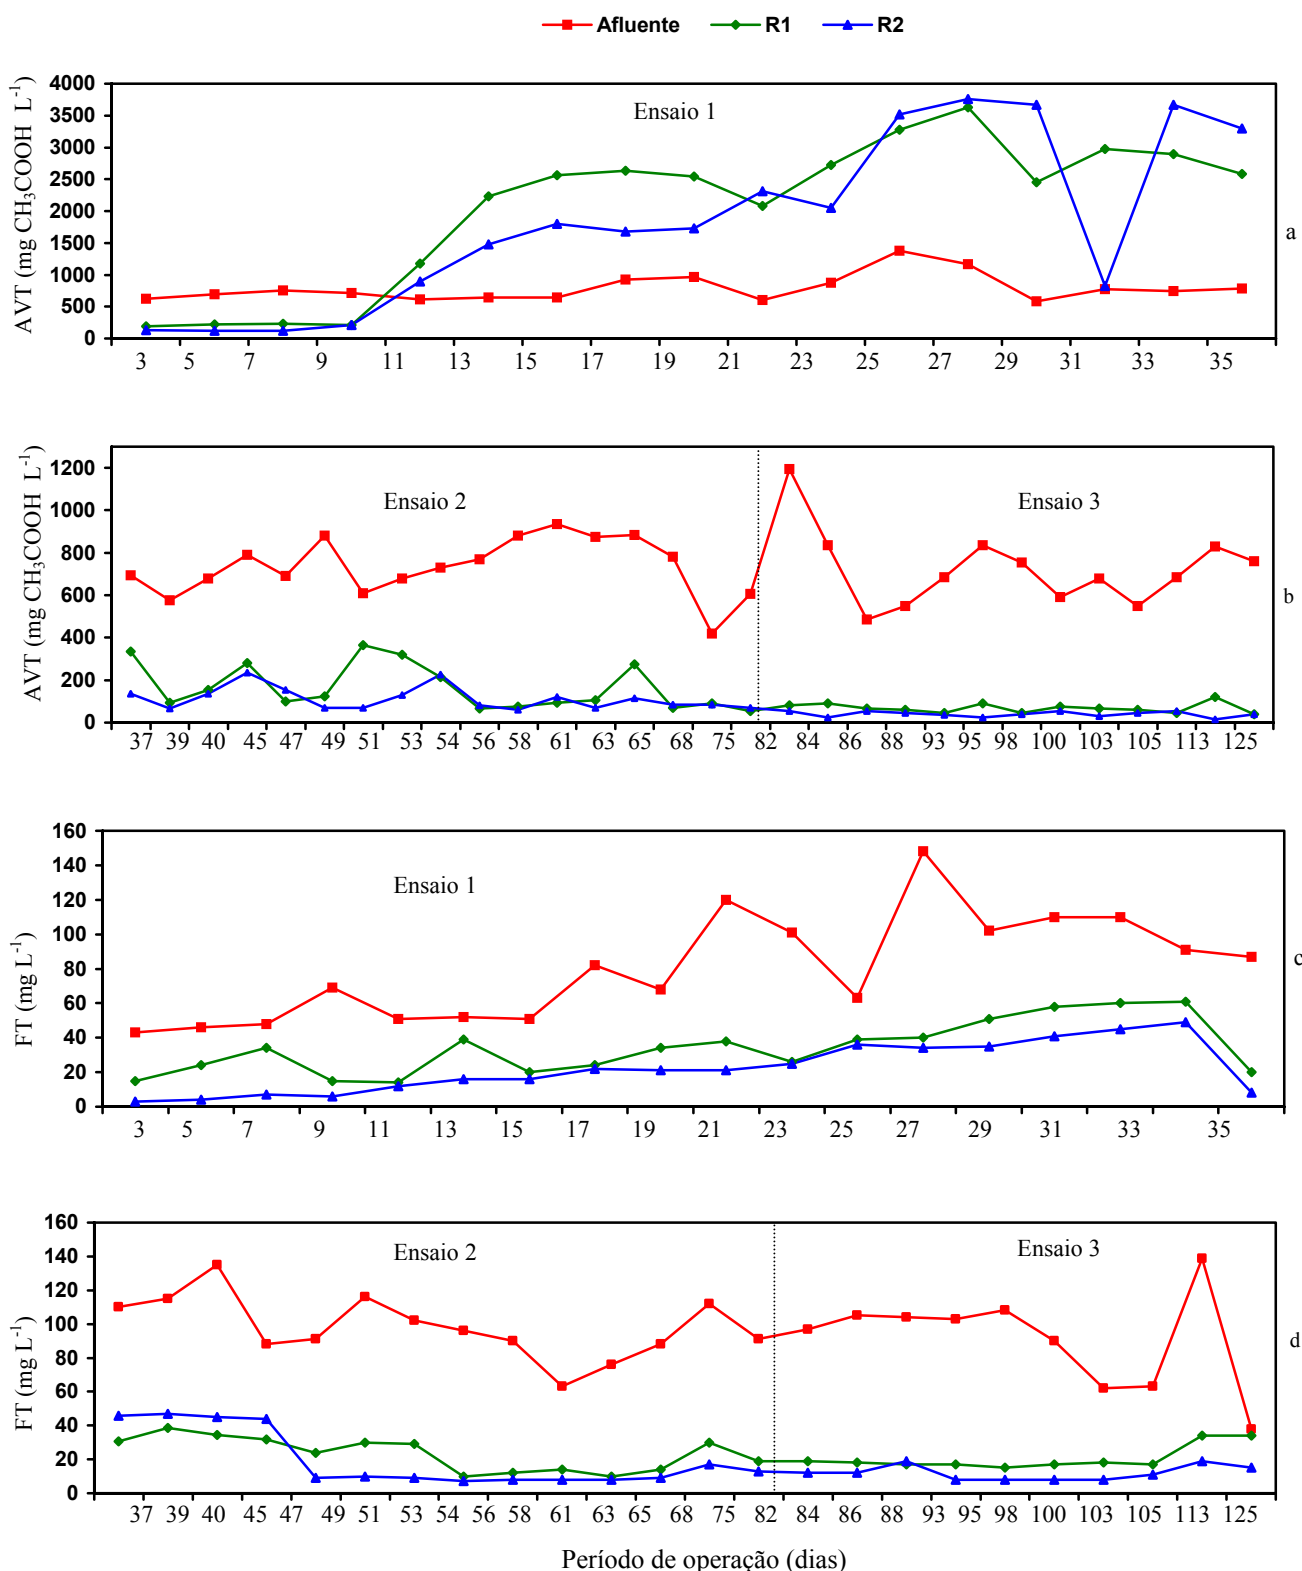 Afluente R1 R2
4000
3500
3000
2500
2000
1500
1000
500
0
AVT (mg CH₃COOH L⁻¹)
Ensaio 1
a
3 5 7 9 11 13 15 17 19 21 23 25 27 29 31 33 35
1200
1000
800
600
400
200
0
AVT (mg CH₃COOH L⁻¹)
Ensaio 2 Ensaio 3
b
37 39 40 45 47 49 51 53 54 56 58 61 63 65 68 75 82 84 86 88 93 95 98 100 103 105 113 125
160
140
120
100
80
60
40
20
0
FT (mg L⁻¹)
Ensaio 1
c
3 5 7 9 11 13 15 17 19 21 23 27 29 31 33 35
160
140
120
100
80
60
40
20
0
FT (mg L⁻¹)
Ensaio 2 Ensaio 3
d
37 39 40 45 47 49 51 53 54 56 58 61 63 65 68 75 82 84 86 88 93 95 98 100 103 105 113 125
Período de operação (dias)